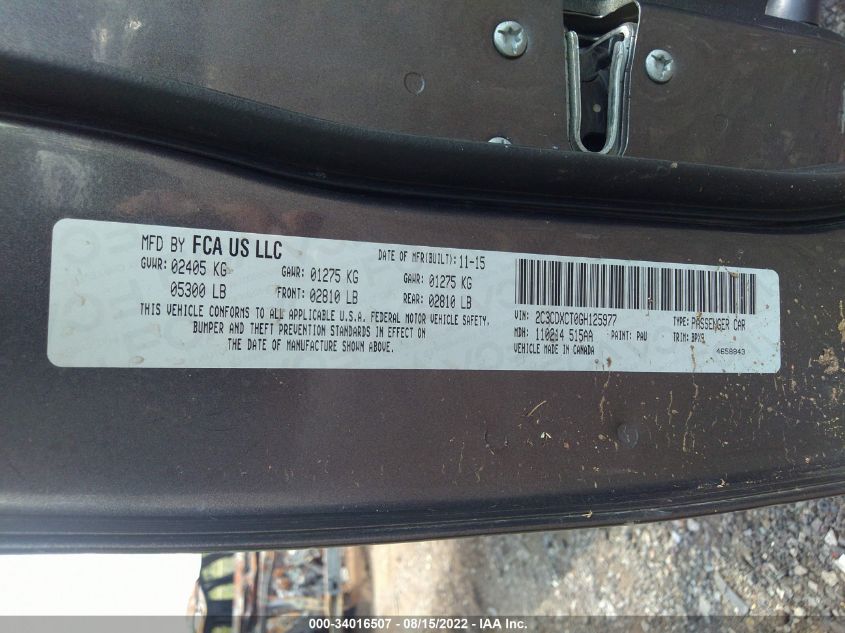 MFD BY FCA US LLC
DATE OF MFR(BUILT): 11-15
GVWR: 02405 KG GAWR: 01275 KG GAWR: 01275 KG
05300 LB FRONT: 02810 LB REAR: 02810 LB
THIS VEHICLE CONFORMS TO ALL APPLICABLE U.S.A. FEDERAL MOTOR VEHICLE SAFETY,
BUMPER AND THEFT PREVENTION STANDARDS IN EFFECT ON
THE DATE OF MANUFACTURE SHOWN ABOVE.
VIN: 2C3CDXCT0GH125977 TYPE: PASSENGER CAR
MDH: 110214 515AA PAINT: PAU TRIM: BPX9
VEHICLE MADE IN CANADA 4658943
000-34016507 - 08/15/2022 - IAA Inc.